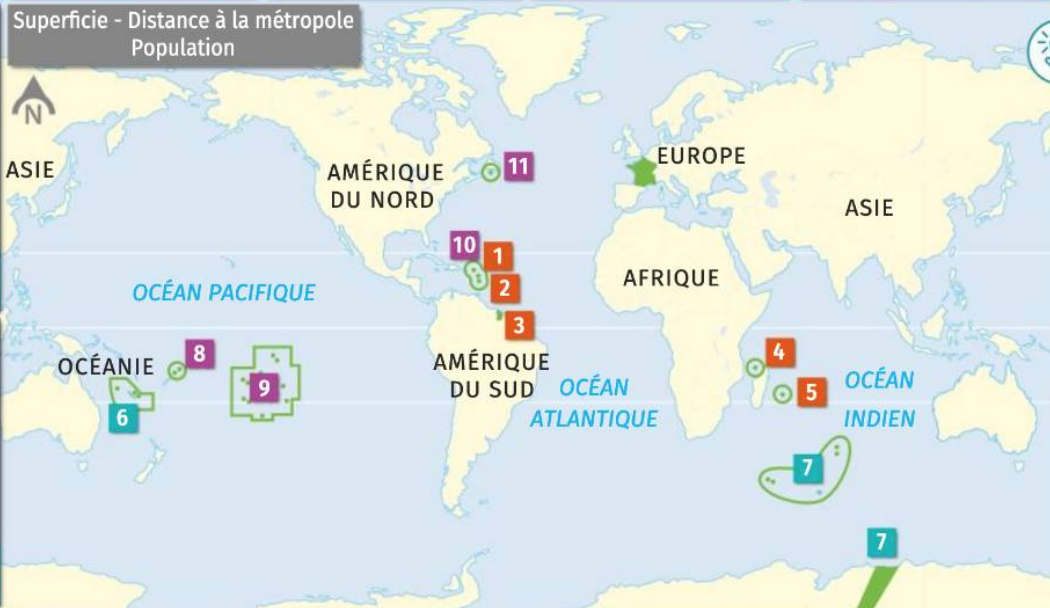 Superficie - Distance à la métropole
Population
N
ASIE
AMÉRIQUE
DU NORD
11
EUROPE
ASIE
10
1
2
AFRIQUE
OCÉAN PACIFIQUE
3
OCÉANIE
8
9
6
AMÉRIQUE
DU SUD
OCÉAN
ATLANTIQUE
4
5
OCÉAN
INDIEN
7
7